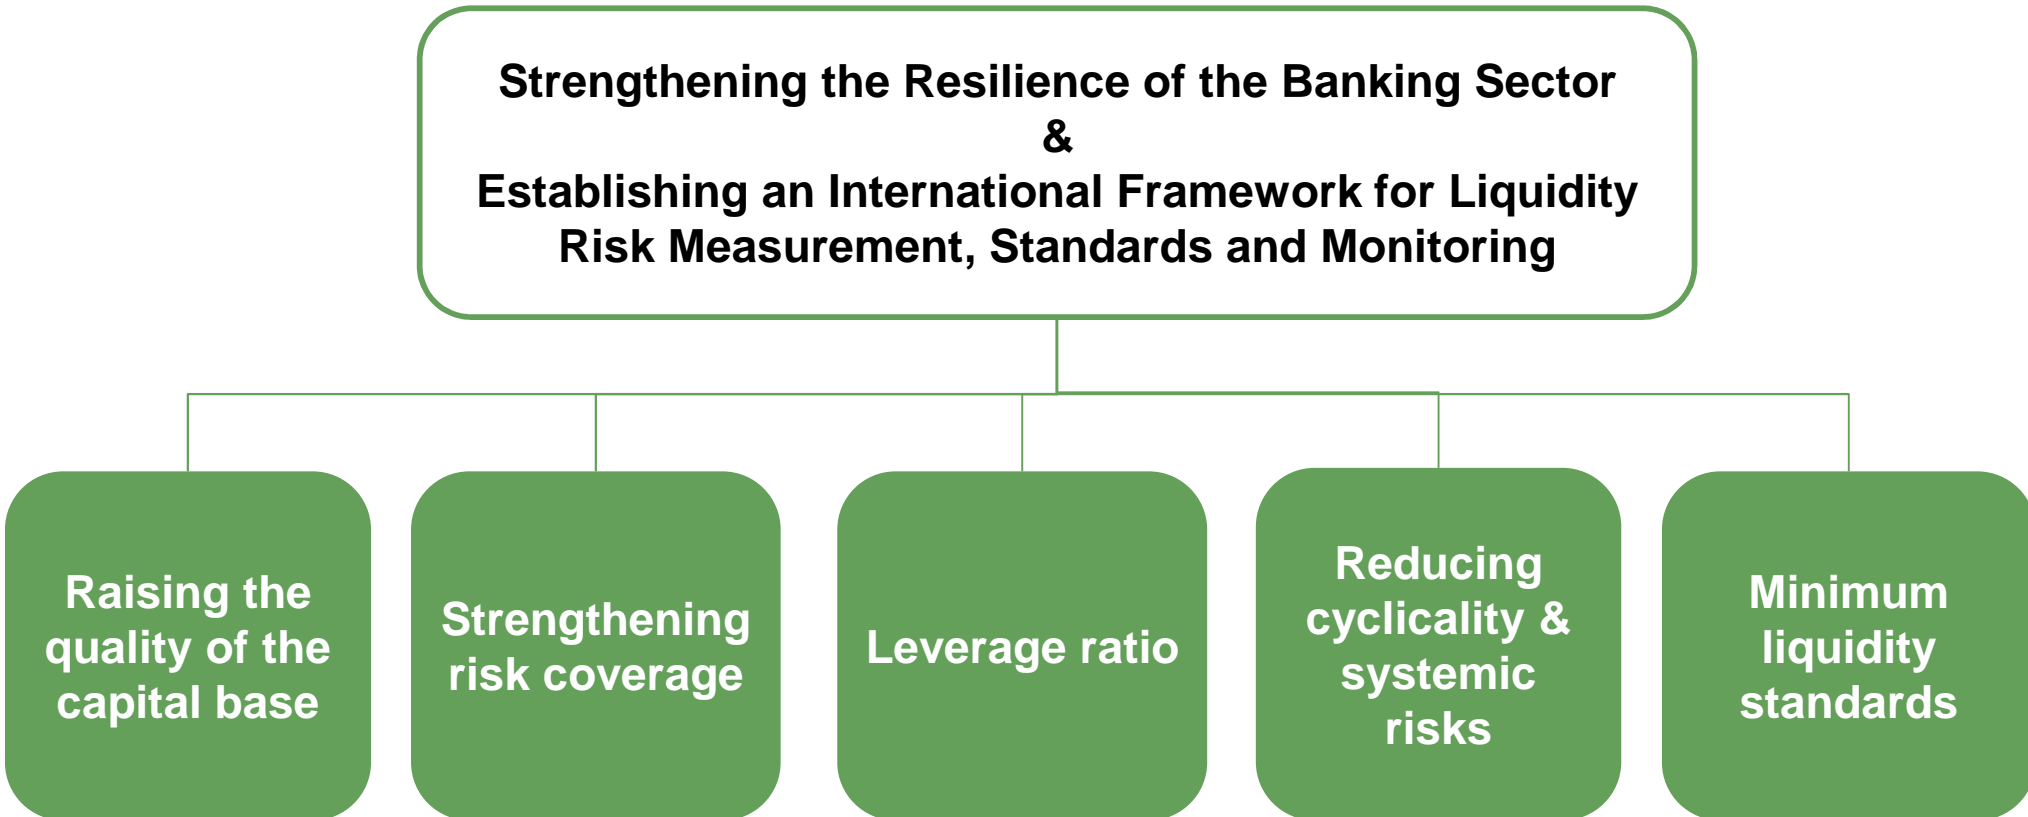 Strengthening the Resilience of the Banking Sector
&
Establishing an International Framework for Liquidity
Risk Measurement, Standards and Monitoring
Raising the
quality of the
capital base
Strengthening
risk coverage
Leverage ratio
Reducing
cyclicality &
systemic
risks
Minimum
liquidity
standards